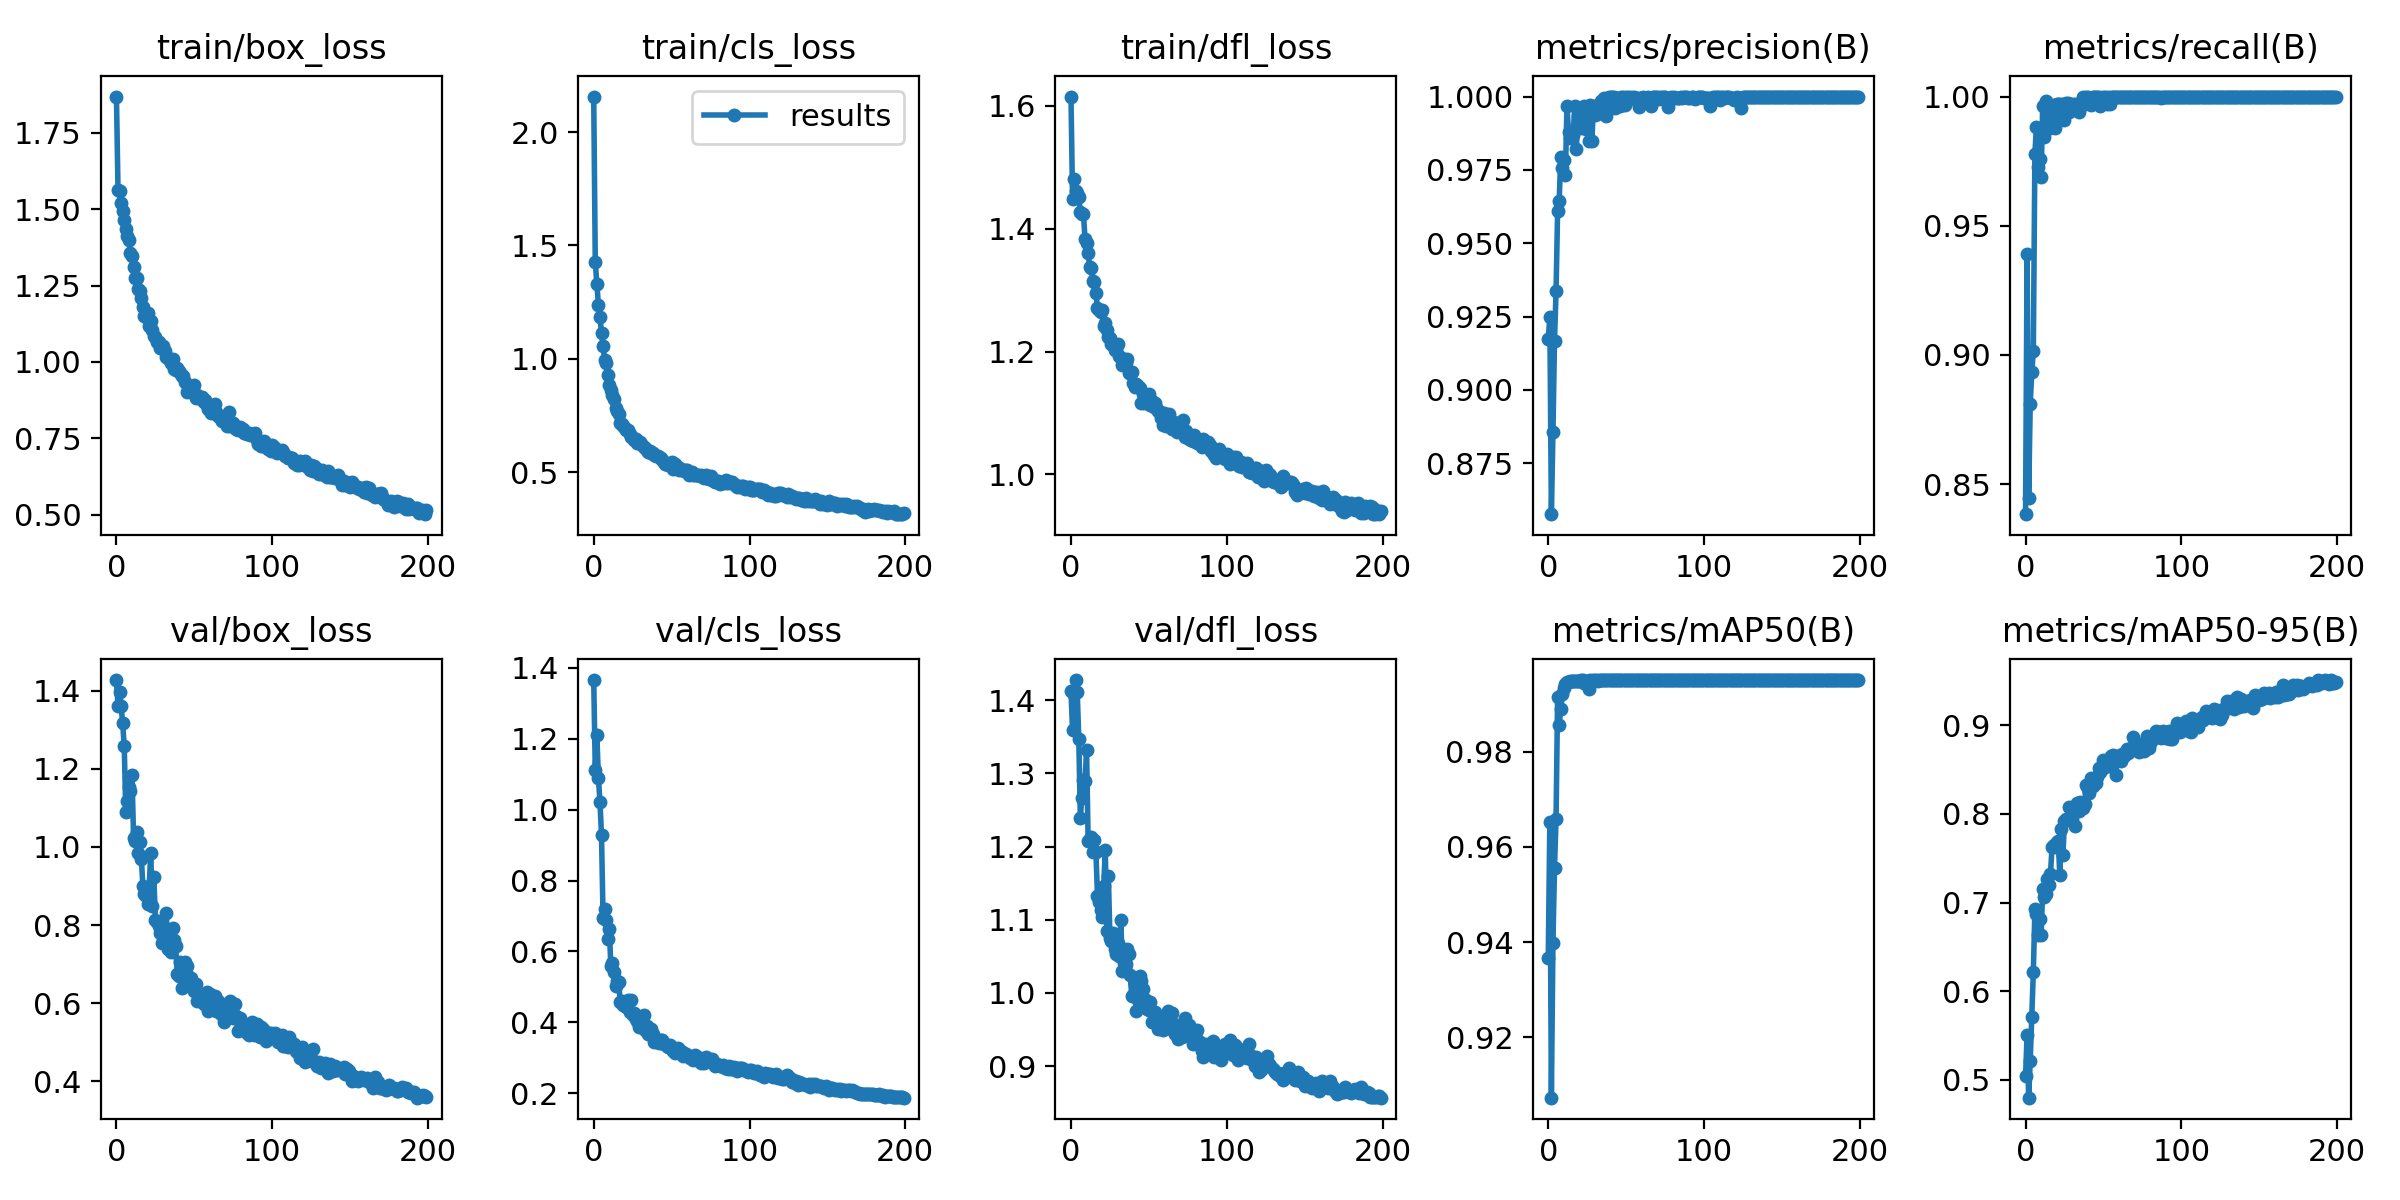 train/box_loss
1.75
1.50
1.25
1.00
0.75
0.50
0 100 200
train/cls_loss
results
2.0
1.5
1.0
0.5
0 100 200
train/dfl_loss
1.6
1.4
1.2
1.0
0 100 200
metrics/precision(B)
1.000
0.975
0.950
0.925
0.900
0.875
0 100 200
metrics/recall(B)
1.00
0.95
0.90
0.85
0 100 200
val/box_loss
1.4
1.2
1.0
0.8
0.6
0.4
0 100 200
val/cls_loss
1.4
1.2
1.0
0.8
0.6
0.4
0.2
0 100 200
val/dfl_loss
1.4
1.3
1.2
1.1
1.0
0.9
0 100 200
metrics/mAP50(B)
0.98
0.96
0.94
0.92
0 100 200
metrics/mAP50-95(B)
0.9
0.8
0.7
0.6
0.5
0 100 200